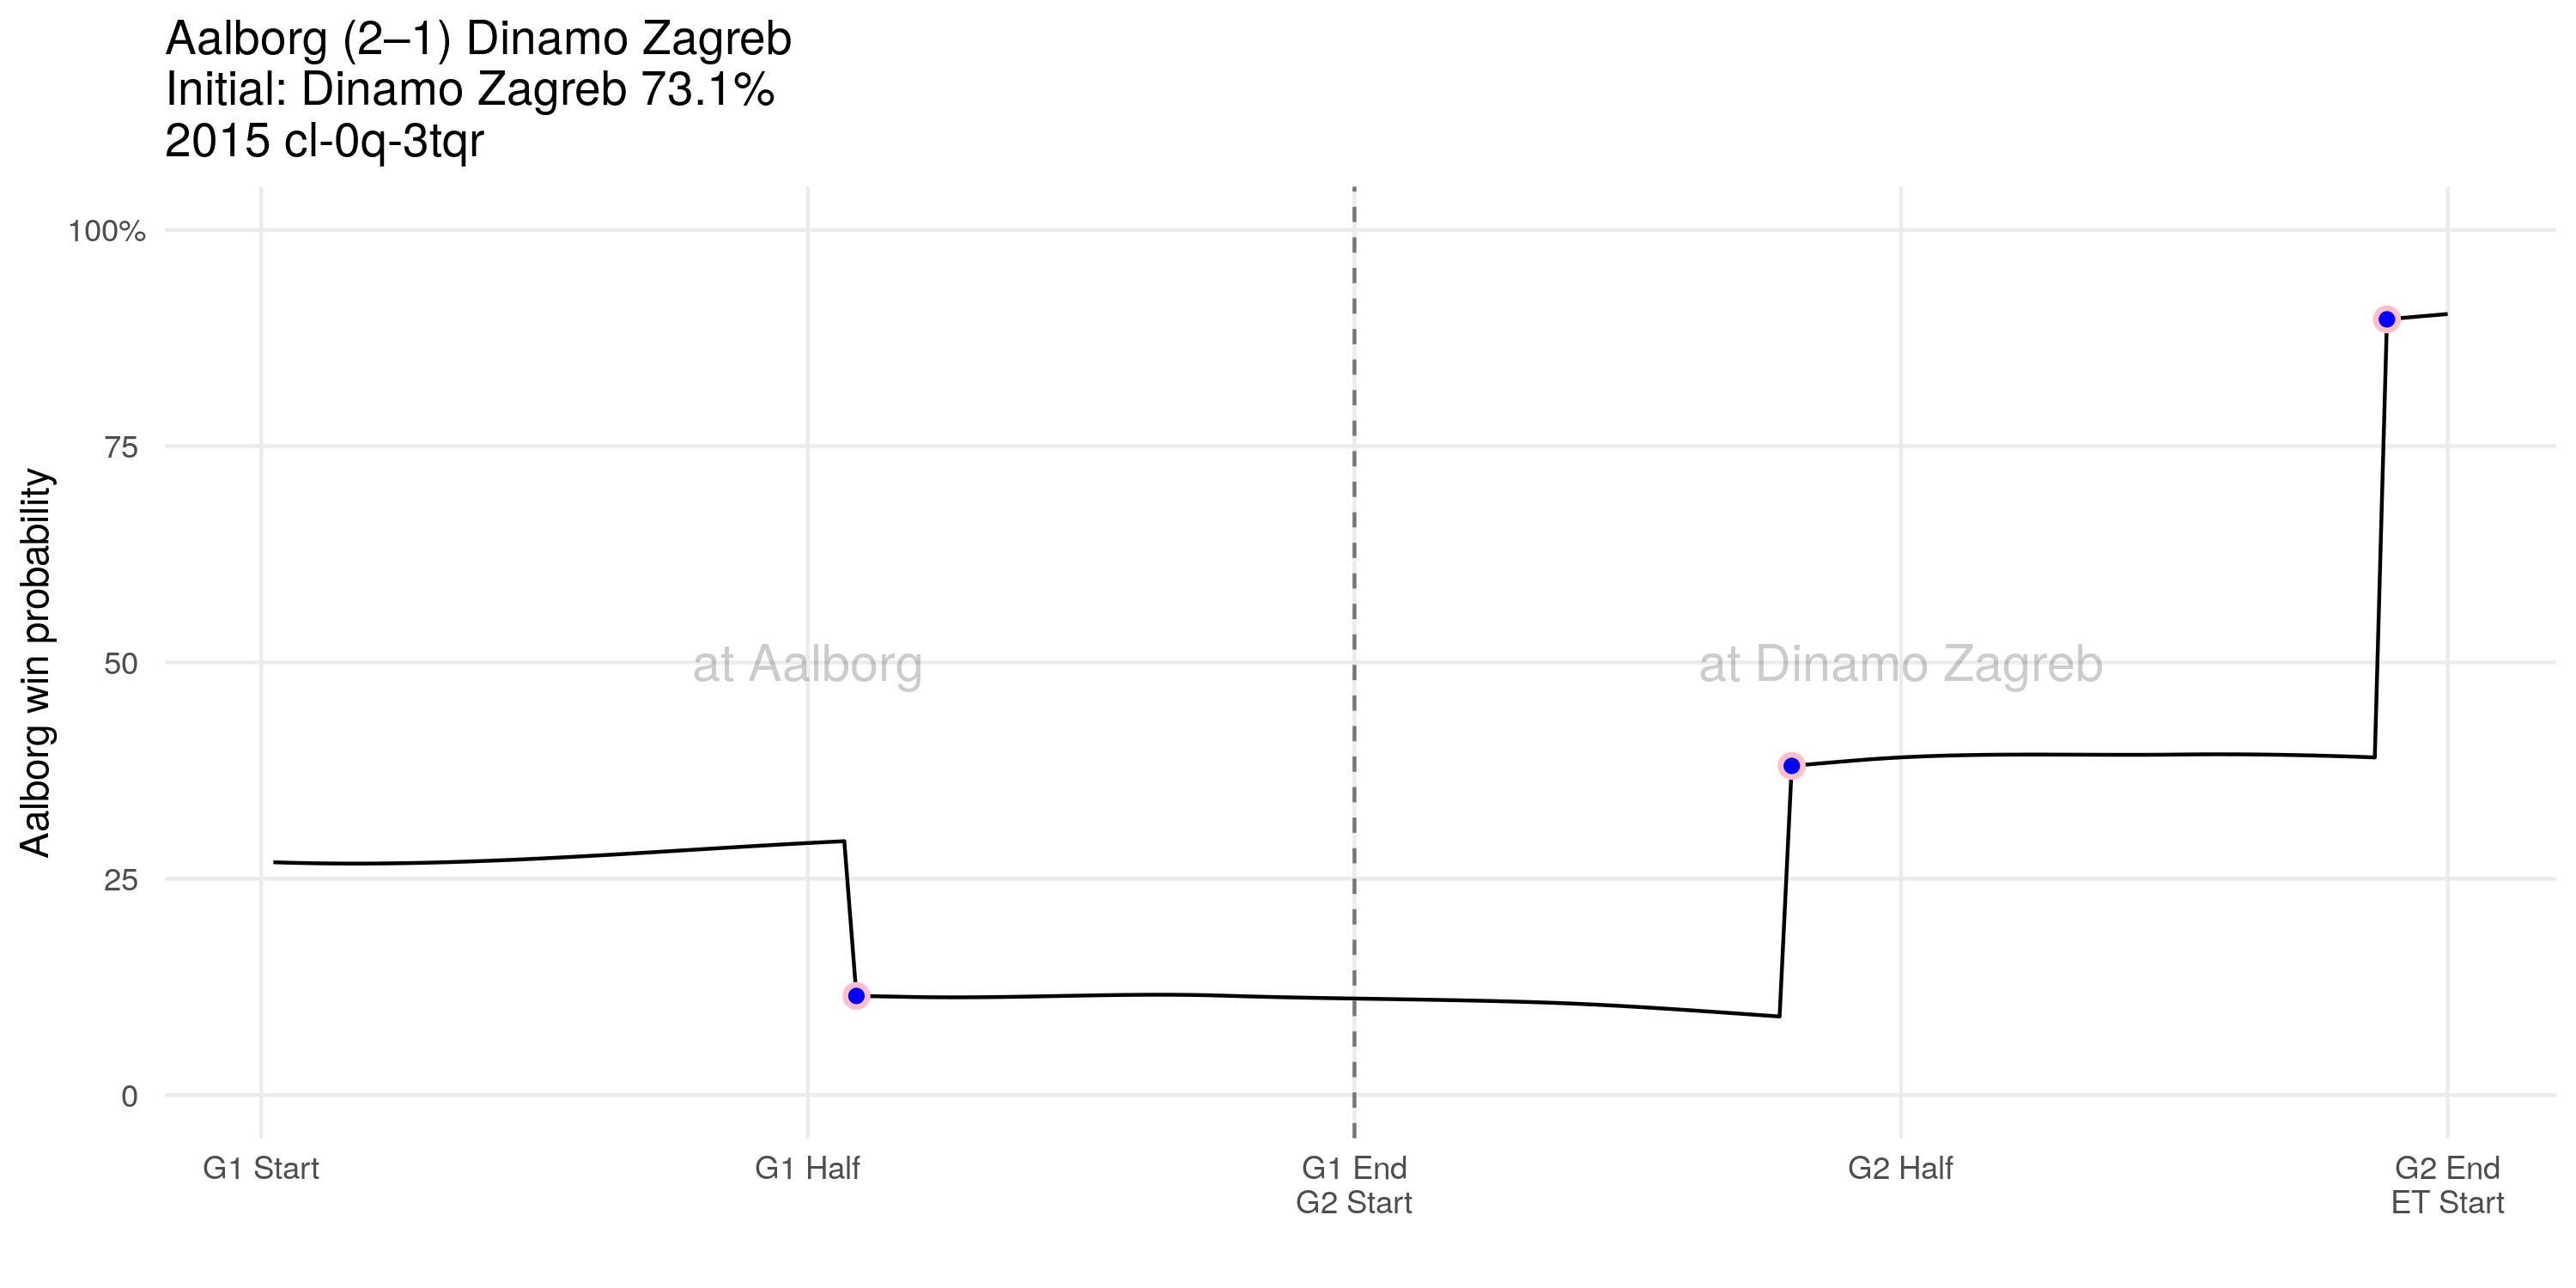 Aalborg (2–1) Dinamo Zagreb
Initial: Dinamo Zagreb 73.1%
2015 cl-0q-3tqr
Aalborg win probability
100%
75
50
25
0
at Aalborg
at Dinamo Zagreb
G1 Start
G1 Half
G1 End
G2 Start
G2 Half
G2 End
ET Start